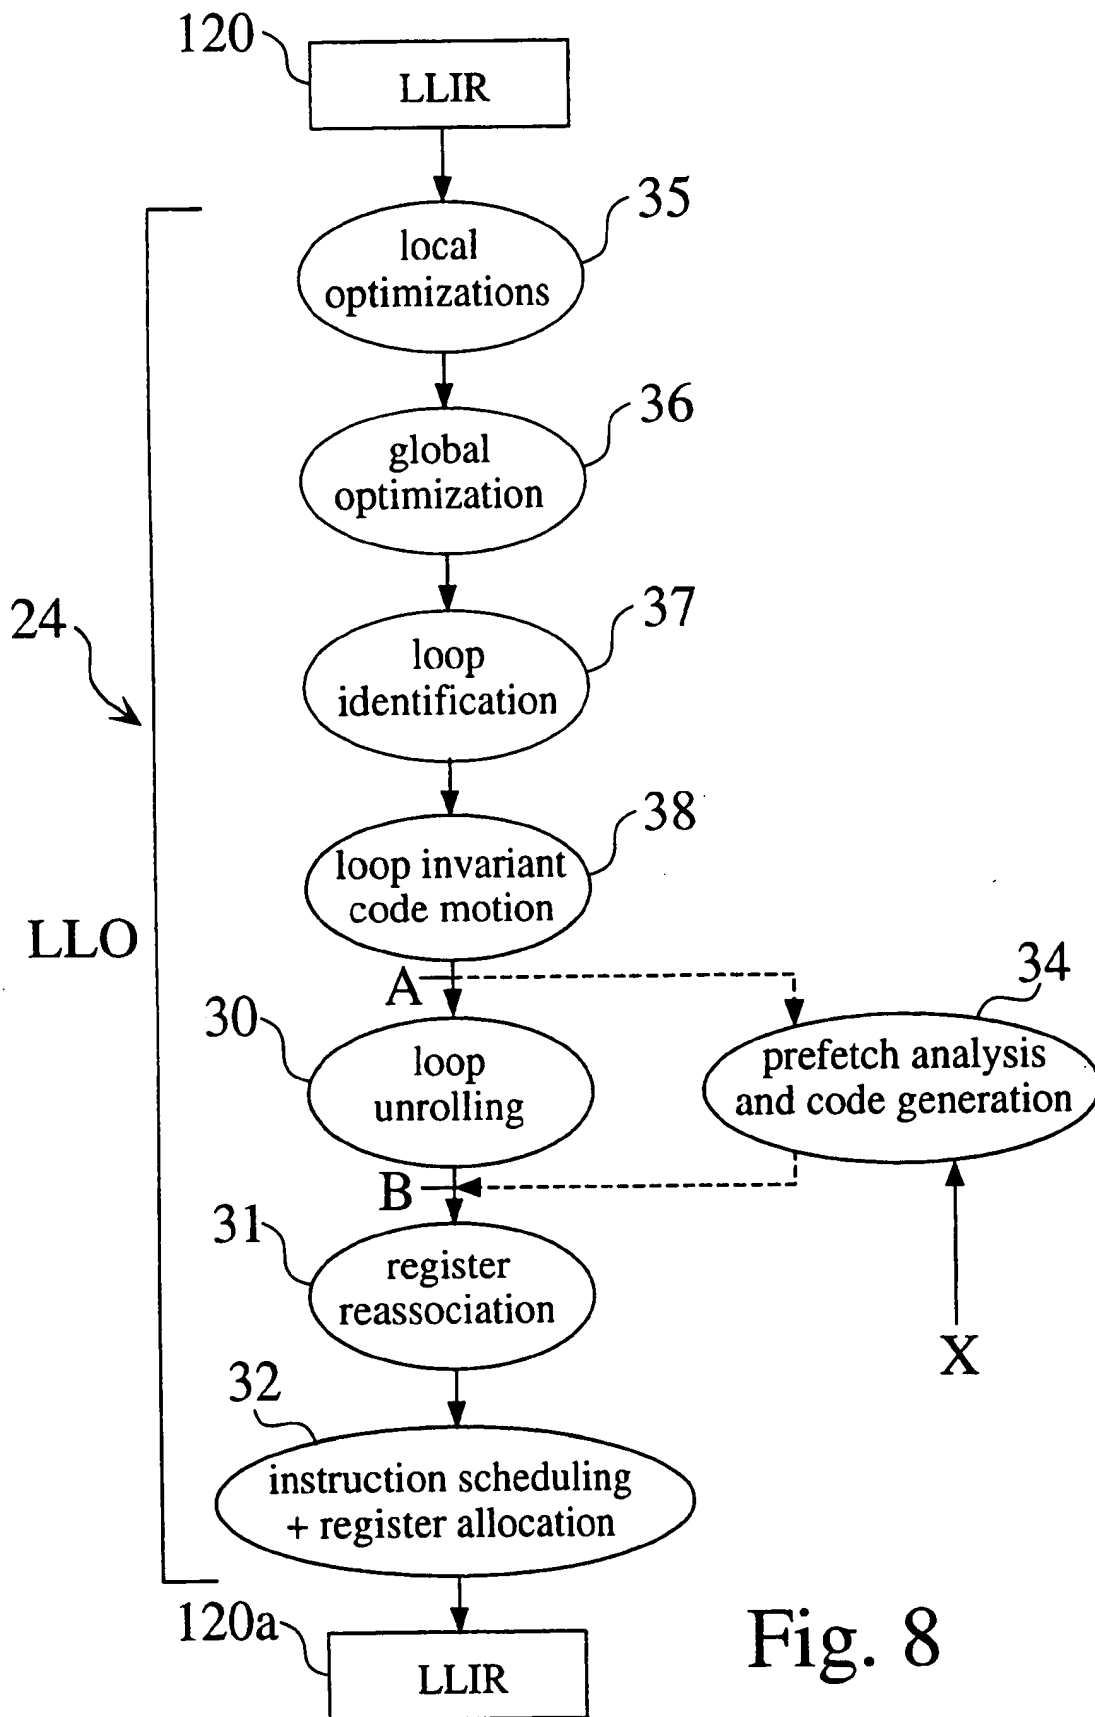 120
LLIR
35
local
optimizations
36
global
optimization
24
37
loop
identification
38
loop invariant
code motion
LLO
A
34
30
loop
unrolling
prefetch analysis
and code generation
B
31
register
reassociation
X
32
instruction scheduling
+ register allocation
120a
LLIR
Fig. 8